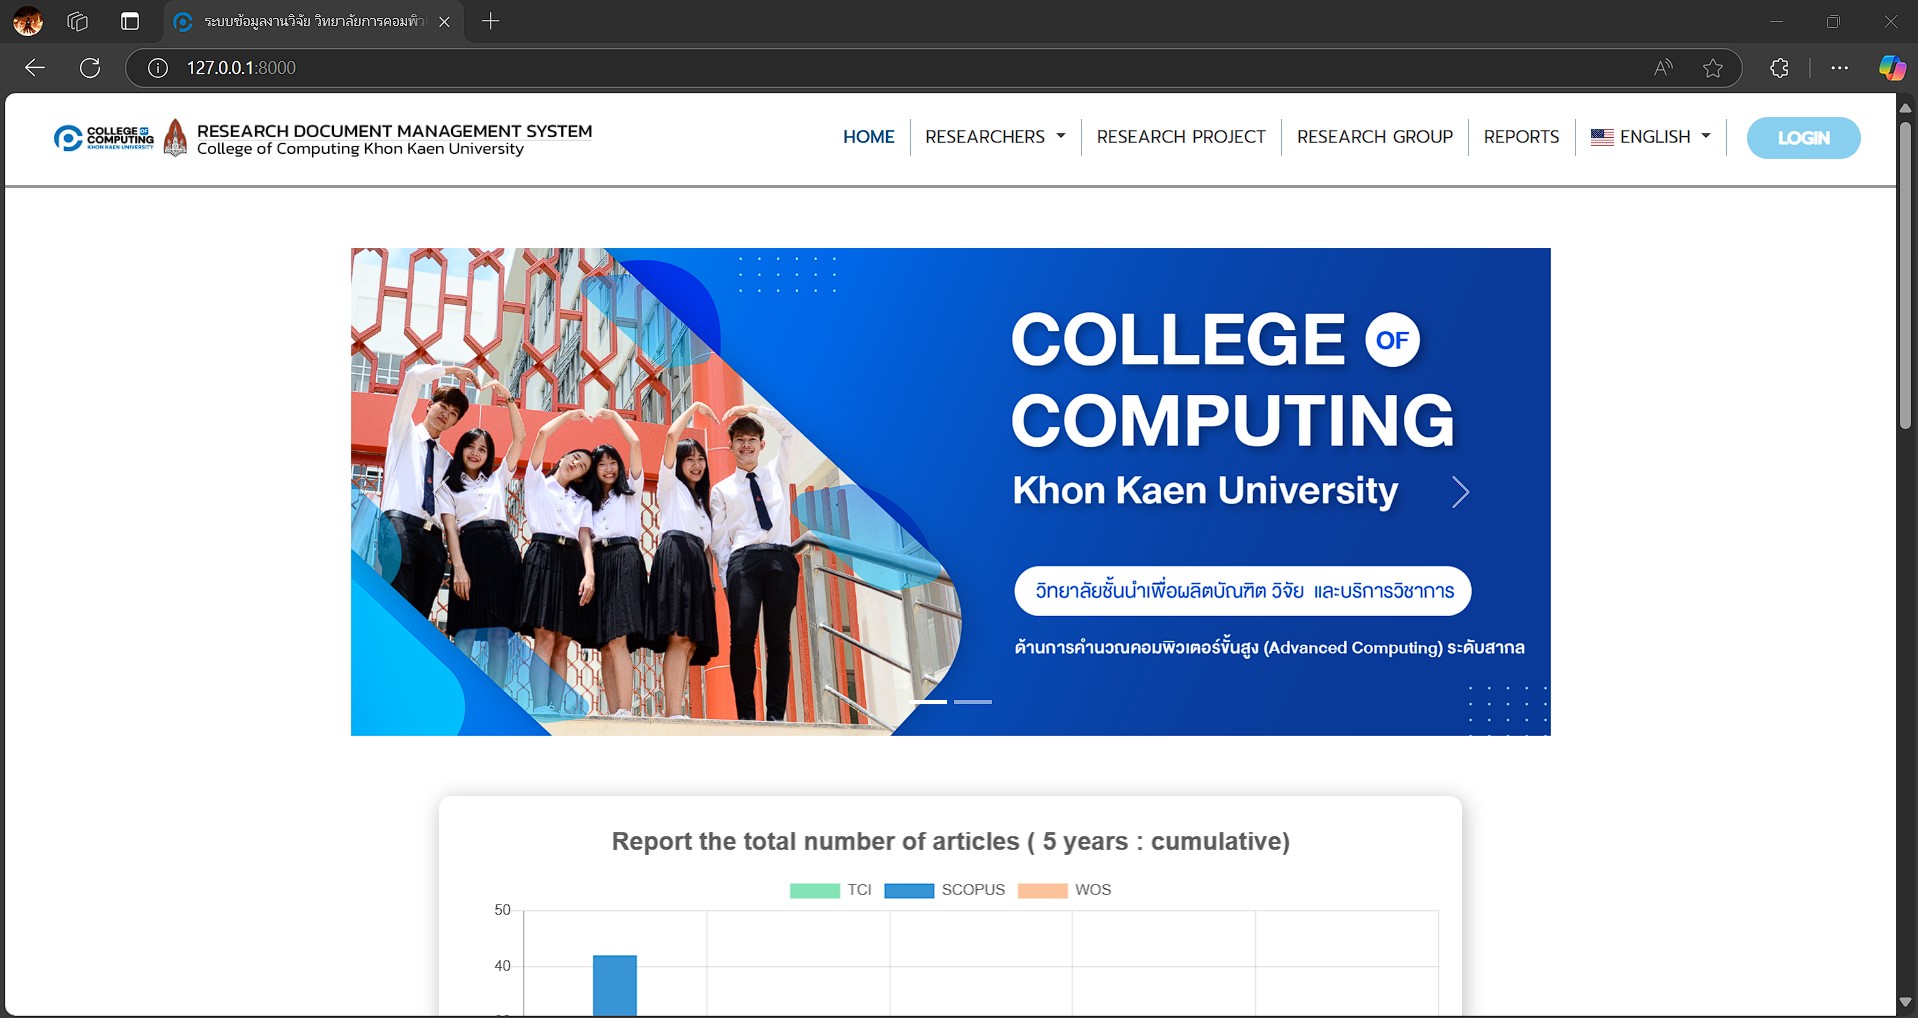 ระบบข้อมูลงานวิจัย วิทยาลัยการคอมพิว
127.0.0.1:8000
COLLEGE OF
COMPUTING
KHON KAEN UNIVERSITY
RESEARCH DOCUMENT MANAGEMENT SYSTEM
College of Computing Khon Kaen University
HOME
RESEARCHERS
RESEARCH PROJECT
RESEARCH GROUP
REPORTS
ENGLISH
LOGIN
COLLEGE OF
COMPUTING
Khon Kaen University
วิทยาลัยชั้นนำเพื่อผลิตบัณฑิต วิจัย และบริการวิชาการ
ด้านการคำนวณคอมพิวเตอร์ขั้นสูง (Advanced Computing) ระดับสากล
Report the total number of articles ( 5 years : cumulative)
TCI SCOPUS WOS
50
40